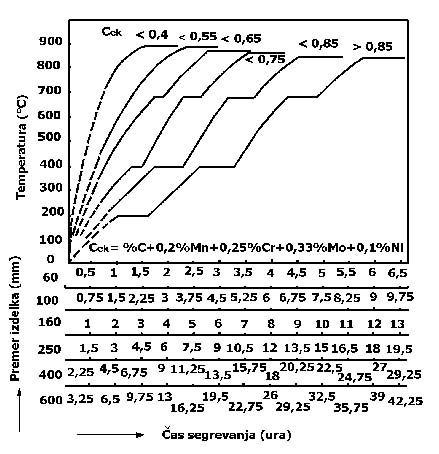 Cek < 0,4 < 0,55 < 0,65 < 0,75 < 0,85 > 0,85
Temperatura (°C)
900
800
700
600
500
400
300
200
100
0
Cek= %C+0,2%Mn+0,25%Cr+0,33%Mo+0,1%Ni
Premer izdelka (mm)
60 0,5 1 1,5 2 2,5 3 3,5 4 4,5 5 5,5 6 6,5
100 0,75 1,5 2,25 3 3,75 4,5 5,25 6 6,75 7,5 8,25 9 9,75
160 1 2 3 4 5 6 7 8 9 10 11 12 13
250 1,5 3 4,5 6 7,5 9 10,5 12 13,5 15 16,5 18 19,5
400 2,25 4,5 6,75 9 11,25 13,5 15,75 18 20,25 22,5 24,75 27 29,25
600 3,25 6,5 9,75 13 16,25 19,5 22,75 26 29,25 32,5 35,75 39 42,25
Čas segrevanja (ura)